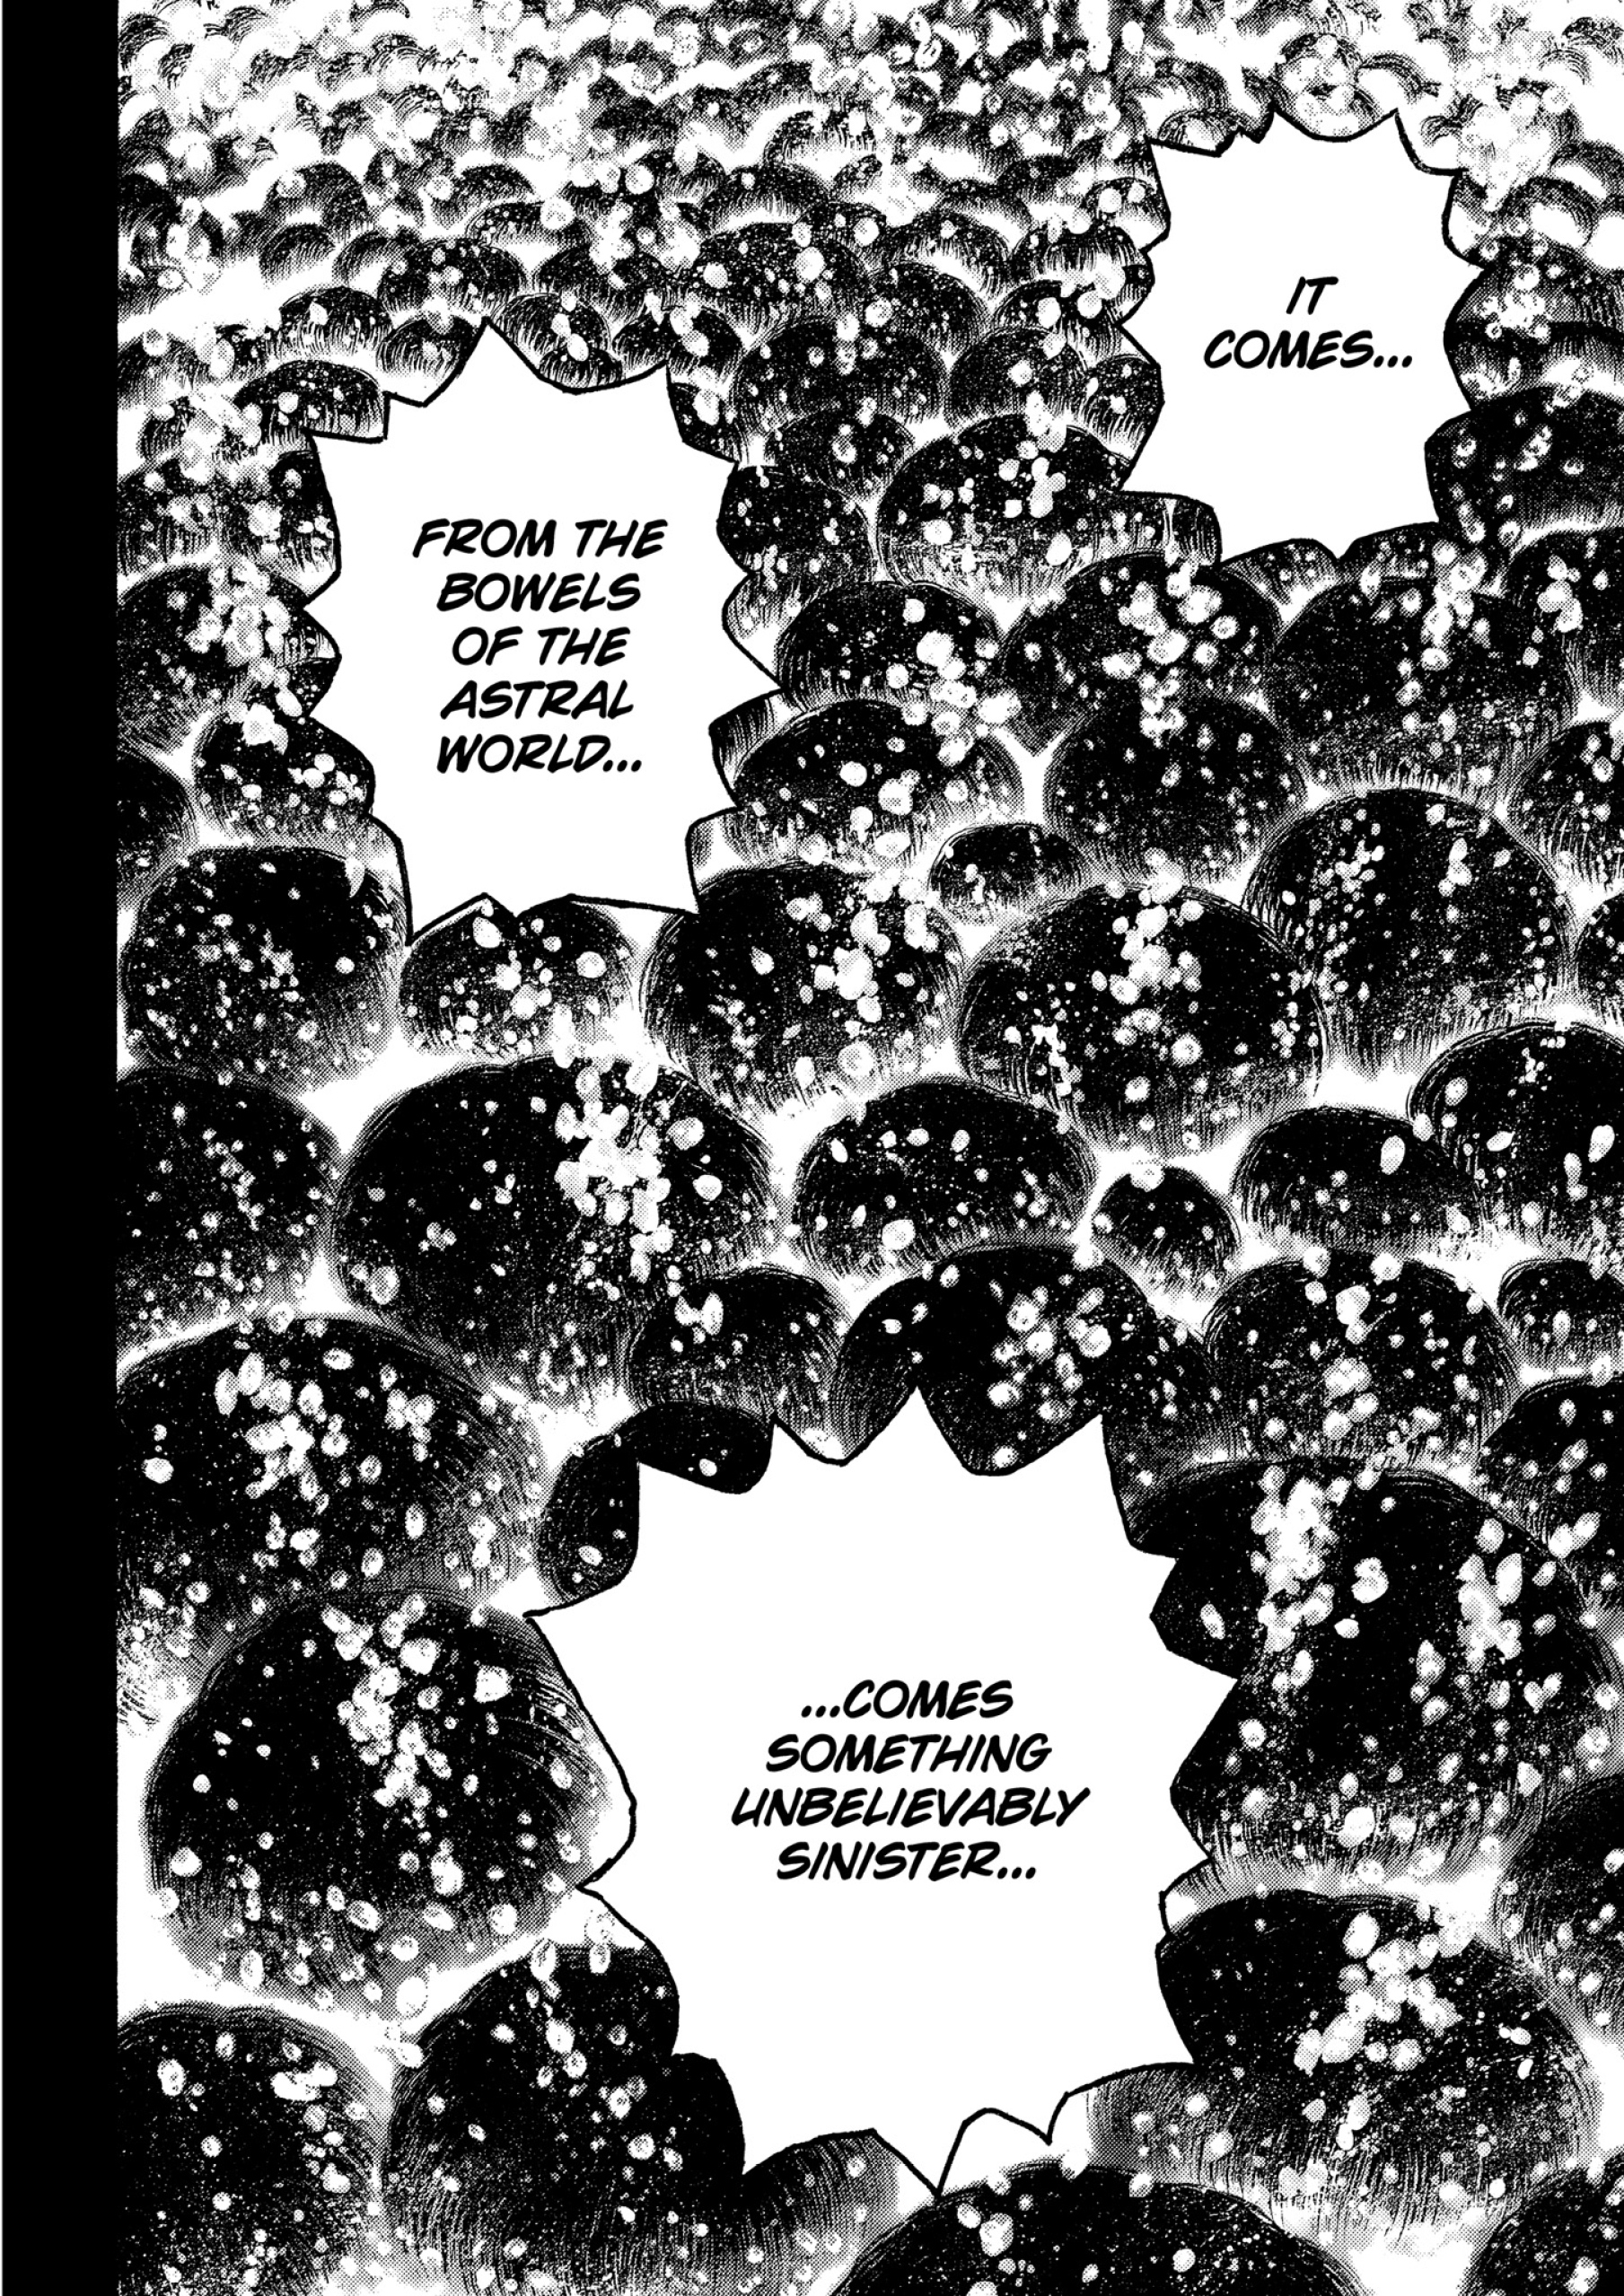 IT
COMES...
FROM THE
BOWELS
OF THE
ASTRAL
WORLD...
...COMES
SOMETHING
UNBELIEVABLY
SINISTER...